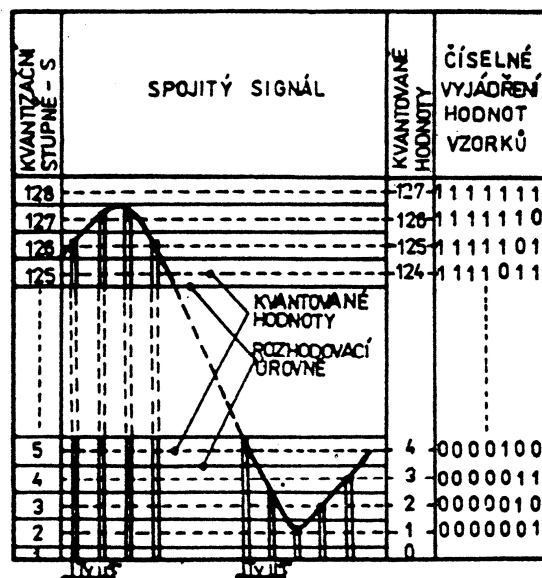 KVANTIZAČNÍ
STUPNĚ - S
SPOJITÝ SIGNÁL
KVANTOVANÉ
HODNOTY
ČÍSELNÉ
VYJÁDŘENÍ
HODNOT
VZORKŮ
128 127 1111111
127 126 1111110
126 125 1111101
125 124 1111011
KVANTOVANÉ
HODNOTY
ROZHODOVACÍ
ÚROVNĚ
5 4 0000100
4 3 0000011
3 2 0000010
2 1 0000001
1 0